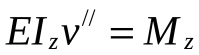 EI_z v^{//} = M_z